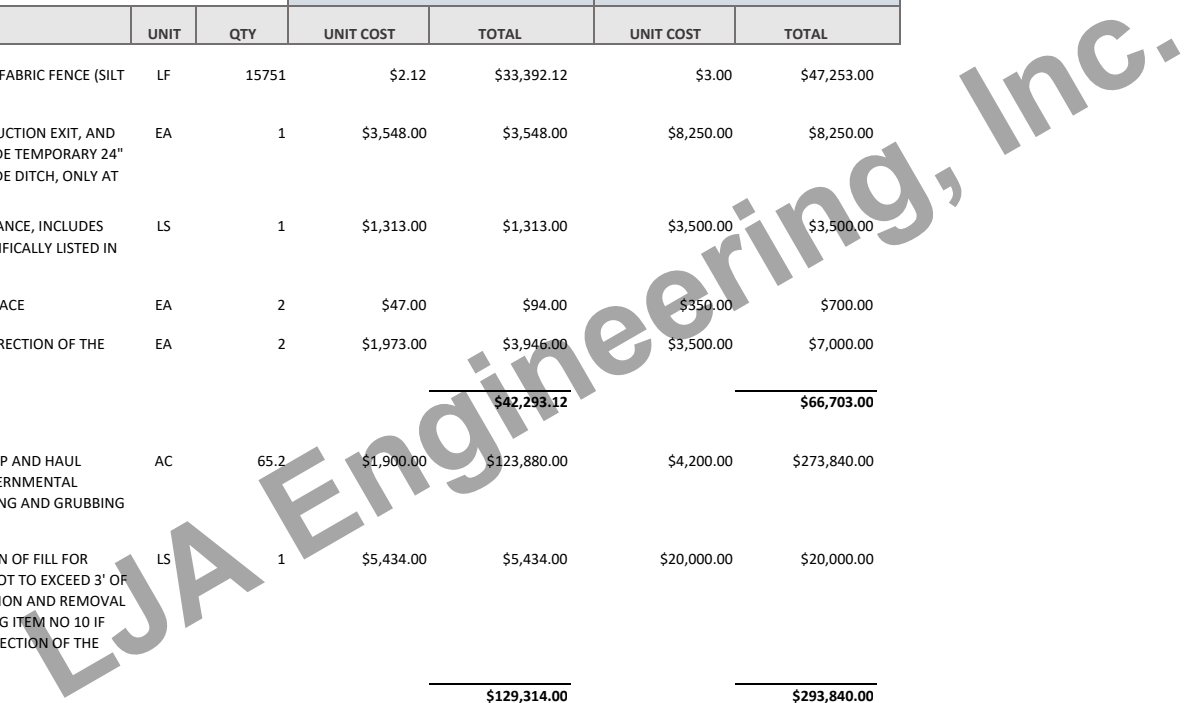 UNIT QTY UNIT COST TOTAL UNIT COST TOTAL
FABRIC FENCE (SILT LF 15751 $2.12 $33,392.12 $3.00 $47,253.00
UCTION EXIT, AND EA 1 $3,548.00 $3,548.00 $8,250.00 $8,250.00
DE TEMPORARY 24"
DE DITCH, ONLY AT
ANCE, INCLUDES LS 1 $1,313.00 $1,313.00 $3,500.00 $3,500.00
IFICALLY LISTED IN
ACE EA 2 $47.00 $94.00 $350.00 $700.00
RECTION OF THE EA 2 $1,973.00 $3,946.00 $3,500.00 $7,000.00
$42,293.12 $66,703.00
P AND HAUL AC 65.2 $1,900.00 $123,880.00 $4,200.00 $273,840.00
ERNMENTAL
NG AND GRUBBING
N OF FILL FOR LS 1 $5,434.00 $5,434.00 $20,000.00 $20,000.00
OT TO EXCEED 3' OF
ION AND REMOVAL
G ITEM NO 10 IF
ECTION OF THE
$129,314.00 $293,840.00
LJA Engineering, Inc.